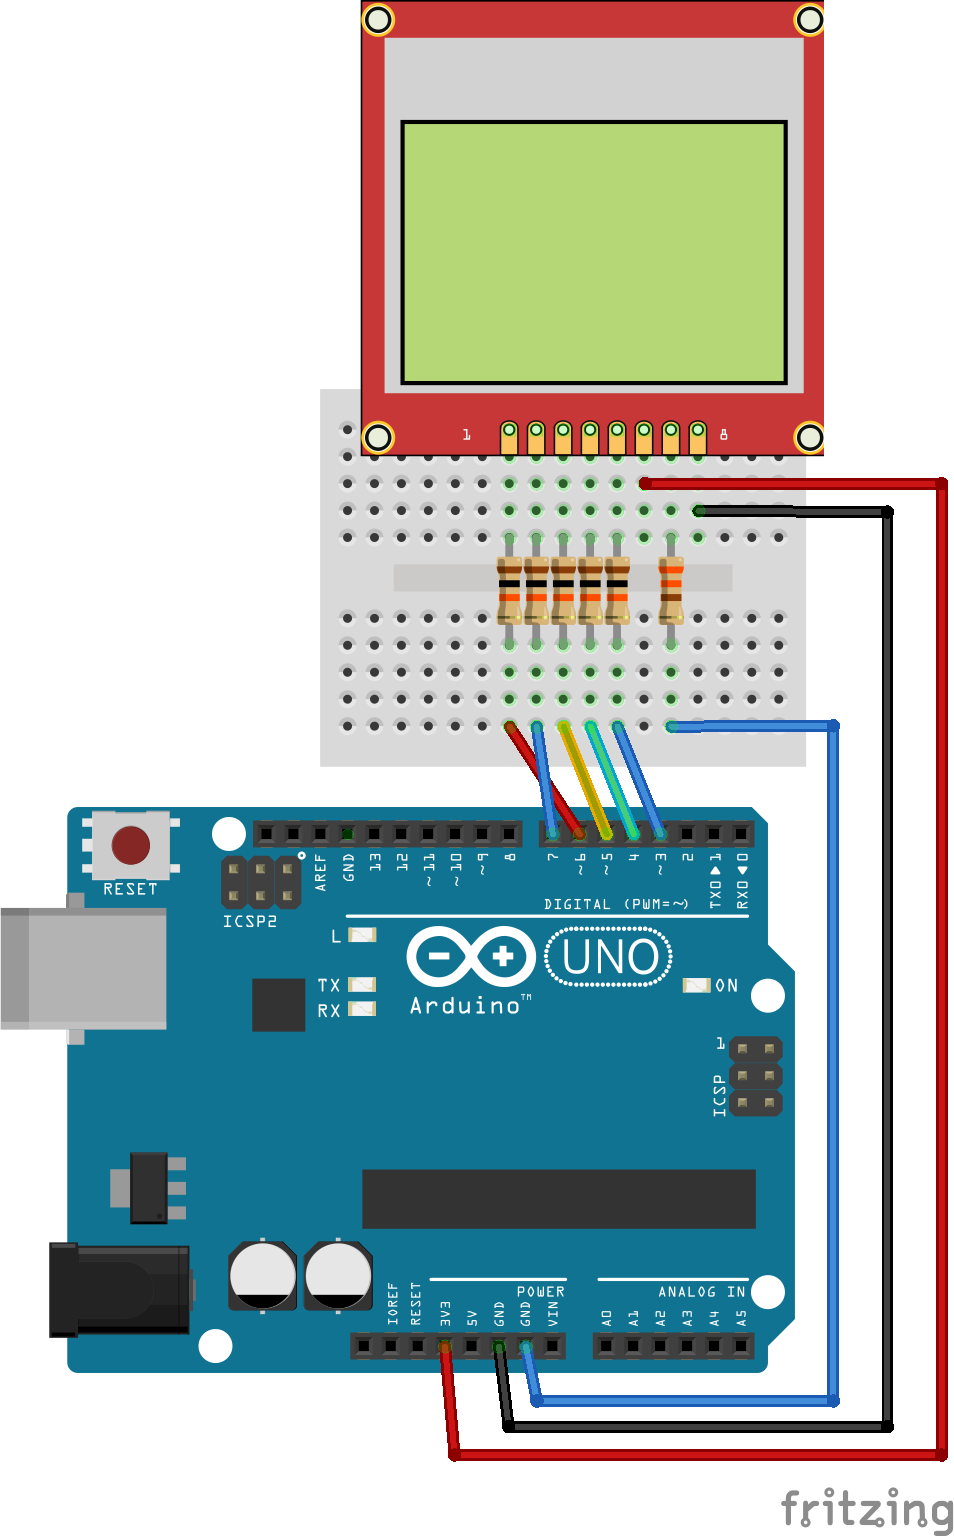 1 8
RESET
ICSP2
AREF
GND
13
12
~11
~10
~9
8
7
~6
~5
4
~3
2
TX0▶1
RX0◀0
DIGITAL (PWM=~)
L
TX
RX
UNO
Arduino™
ON
1
ICSP
IOREF
RESET
3V3
5V
GND
GND
VIN
POWER
A0
A1
A2
A3
A4
A5
ANALOG IN
fritzing